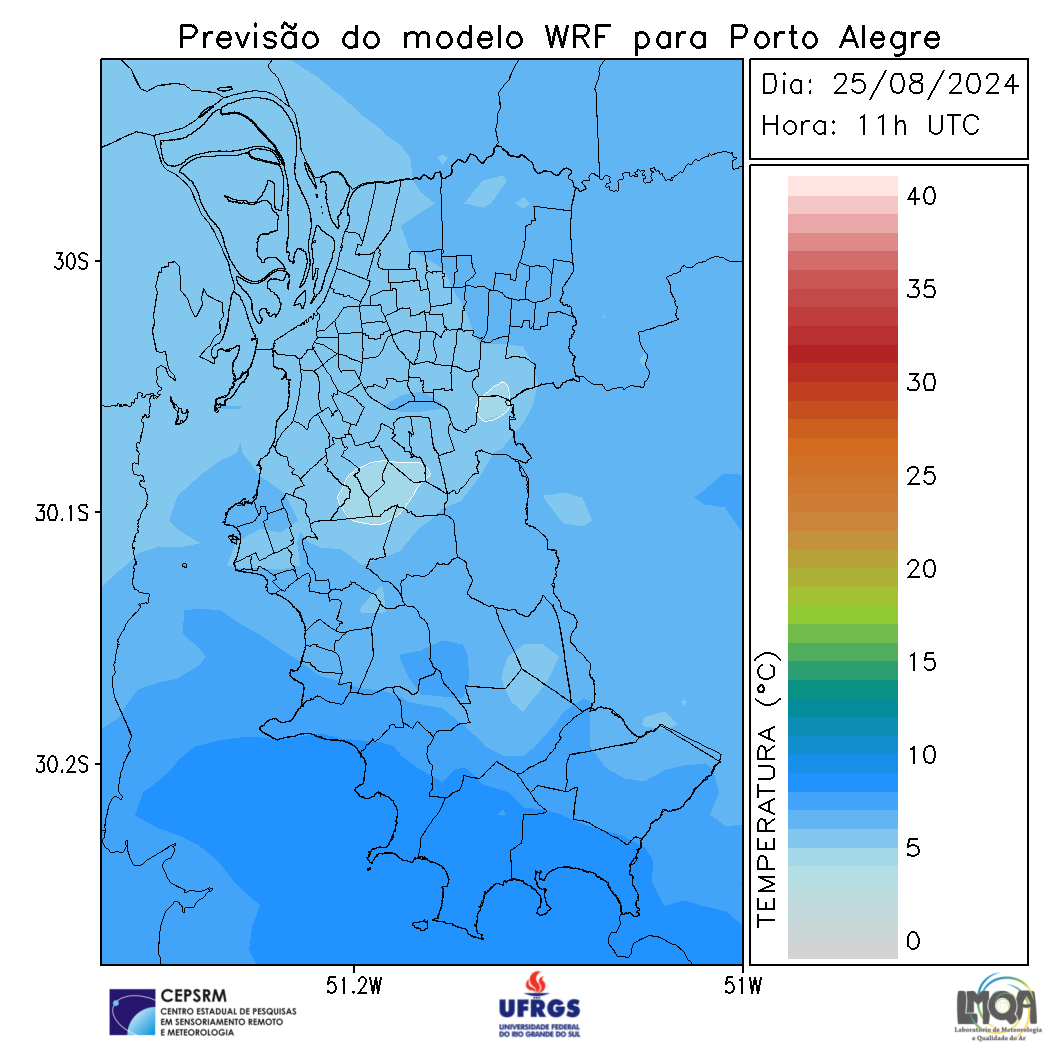 Previsão do modelo WRF para Porto Alegre
Dia: 25/08/2024
Hora: 11h UTC
40
35
30
25
20
15
10
5
0
TEMPERATURA (°C)
30S
30.1S
30.2S
51.2W
51W
CEPSRM
CENTRO ESTADUAL DE PESQUISAS
EM SENSORIAMENTO REMOTO
E METEOROLOGIA
UFRGS
UNIVERSIDADE FEDERAL
DO RIO GRANDE DO SUL
LMQA
Laboratório de Meteorologia
e Qualidade do Ar